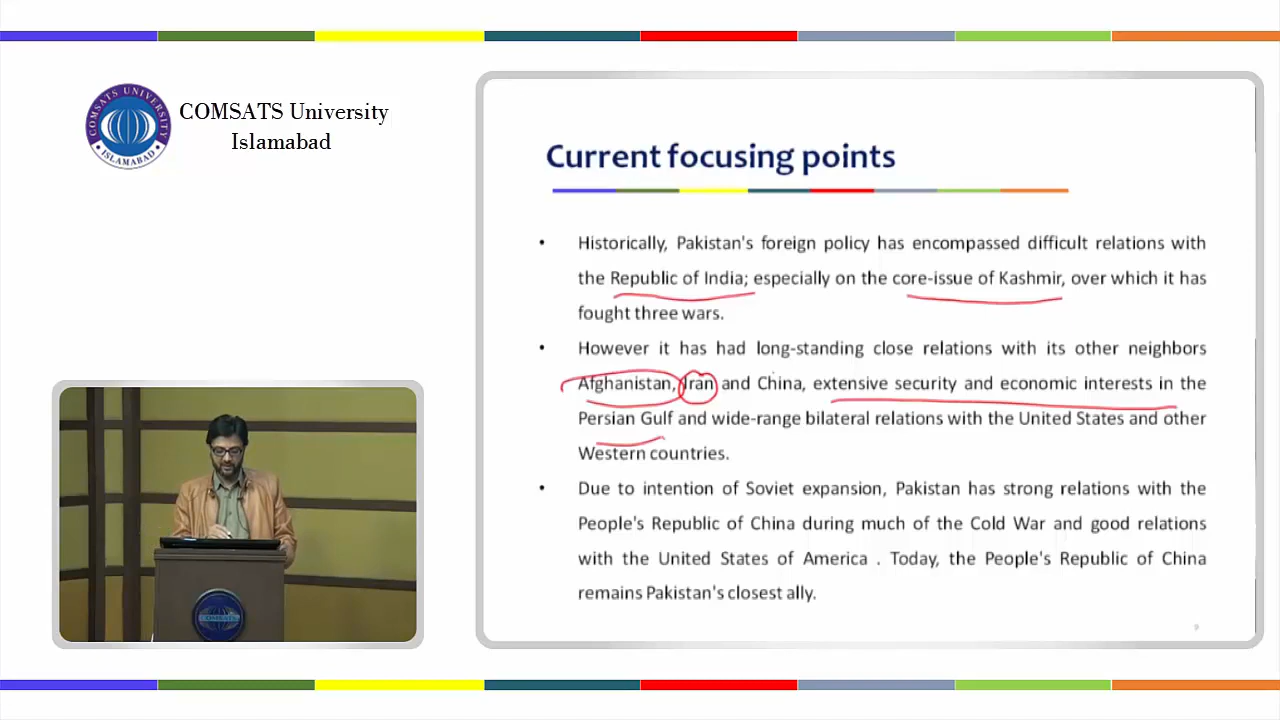 COMSATS University
Islamabad
COMSATS UNIVERSITY
ISLAMABAD
Current focusing points
• Historically, Pakistan's foreign policy has encompassed difficult relations with
the Republic of India; especially on the core-issue of Kashmir, over which it has
fought three wars.
• However it has had long-standing close relations with its other neighbors
Afghanistan, Iran and China, extensive security and economic interests in the
Persian Gulf and wide-range bilateral relations with the United States and other
Western countries.
• Due to intention of Soviet expansion, Pakistan has strong relations with the
People's Republic of China during much of the Cold War and good relations
with the United States of America . Today, the People's Republic of China
remains Pakistan's closest ally.
9